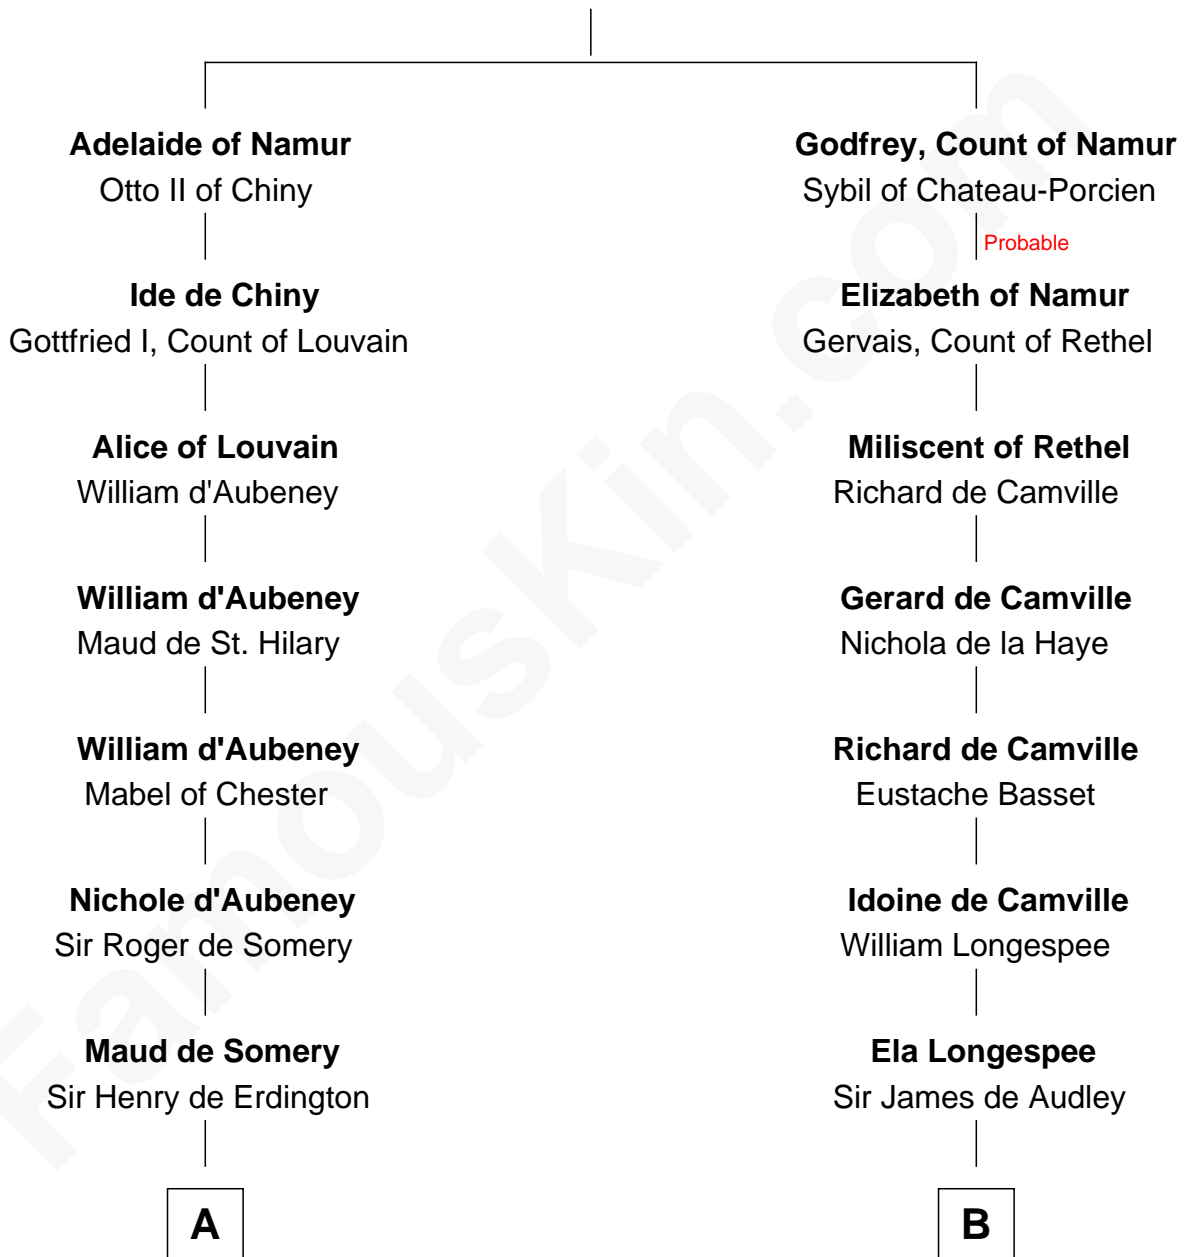 Adelaide of Namur
Otto II of Chiny
Ide de Chiny
Gottfried I, Count of Louvain
Alice of Louvain
William d'Aubeney
William d'Aubeney
Maud de St. Hilary
William d'Aubeney
Mabel of Chester
Nichole d'Aubeney
Sir Roger de Somery
Maud de Somery
Sir Henry de Erdington
A
Godfrey, Count of Namur
Sybil of Chateau-Porcien
Probable
Elizabeth of Namur
Gervais, Count of Rethel
Miliscent of Rethel
Richard de Camville
Gerard de Camville
Nichola de la Haye
Richard de Camville
Eustache Basset
Idoine de Camville
William Longespee
Ela Longespee
Sir James de Audley
B
FamousKin.com